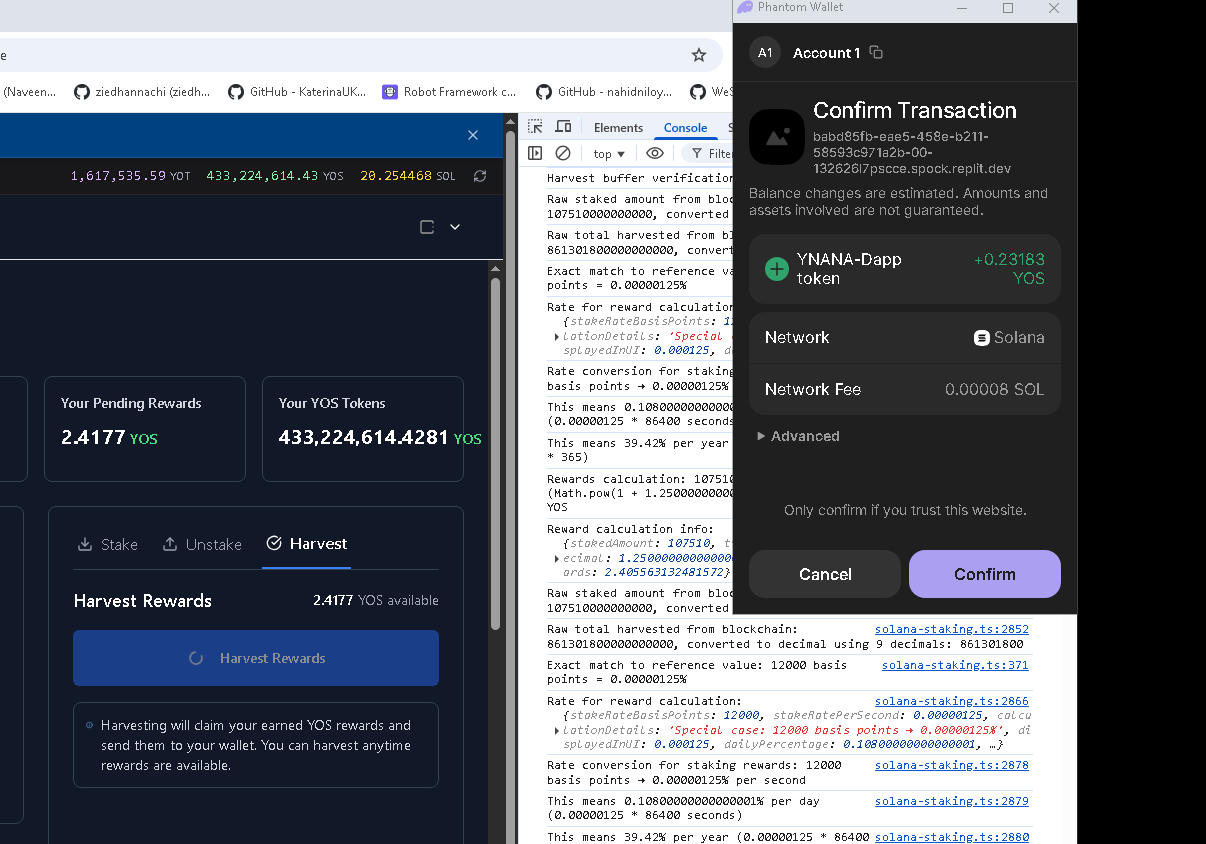 Phantom Wallet
e
(Naveen...
ziedhannachi (ziedh...
GitHub - KaterinaUK...
Robot Framework c...
GitHub - nahidniloy...
WeS
1,617,535.59 YOT 433,224,614.43 YOS 20.254468 SOL
Your Pending Rewards
2.4177 YOS
Your YOS Tokens
433,224,614.4281 YOS
Stake
Unstake
Harvest
Harvest Rewards
2.4177 YOS available
Harvest Rewards
Harvesting will claim your earned YOS rewards and
send them to your wallet. You can harvest anytime
rewards are available.
Elements
Console
S
top
Filter
Harvest buffer verification
Raw staked amount from bloc
107510000000000, converted
Raw total harvested from bl
861301800000000000, convert
Exact match to reference va
points = 0.00000125%
Rate for reward calculation
{stakeRateBasisPoints: 12
lationDetails: 'Special
splayedInUI: 0.000125, d
Rate conversion for staking
basis points → 0.00000125%
This means 0.10800000000000
(0.00000125 * 86400 seconds
This means 39.42% per year
* 365)
Rewards calculation: 107510
(Math.pow(1 + 1.25000000000
YOS
Reward calculation info:
{stakedAmount: 107510, t
ecimal: 1.2500000000000
ards: 2.405563132481572}
Raw staked amount from bloc
107510000000000, converted
Raw total harvested from blockchain: solana-staking.ts:2852
861301800000000000, converted to decimal using 9 decimals: 861301800
Exact match to reference value: 12000 basis solana-staking.ts:371
points = 0.00000125%
Rate for reward calculation: solana-staking.ts:2866
{stakeRateBasisPoints: 12000, stakeRatePerSecond: 0.00000125, calcu
lationDetails: 'Special case: 12000 basis points → 0.00000125%', di
splayedInUI: 0.000125, dailyPercentage: 0.10800000000000001, …}
Rate conversion for staking rewards: 12000 solana-staking.ts:2878
basis points → 0.00000125% per second
This means 0.10800000000000001% per day solana-staking.ts:2879
(0.00000125 * 86400 seconds)
This means 39.42% per year (0.00000125 * 86400 solana-staking.ts:2880
A1
Account 1
Confirm Transaction
babd85fb-eae5-458e-b211-
58593c971a2b-00-
132626l7pscce.spock.replit.dev
Balance changes are estimated. Amounts and
assets involved are not guaranteed.
YNANA-Dapp
token
+0.23183
YOS
Network
Solana
Network Fee
0.00008 SOL
Advanced
Only confirm if you trust this website.
Cancel
Confirm